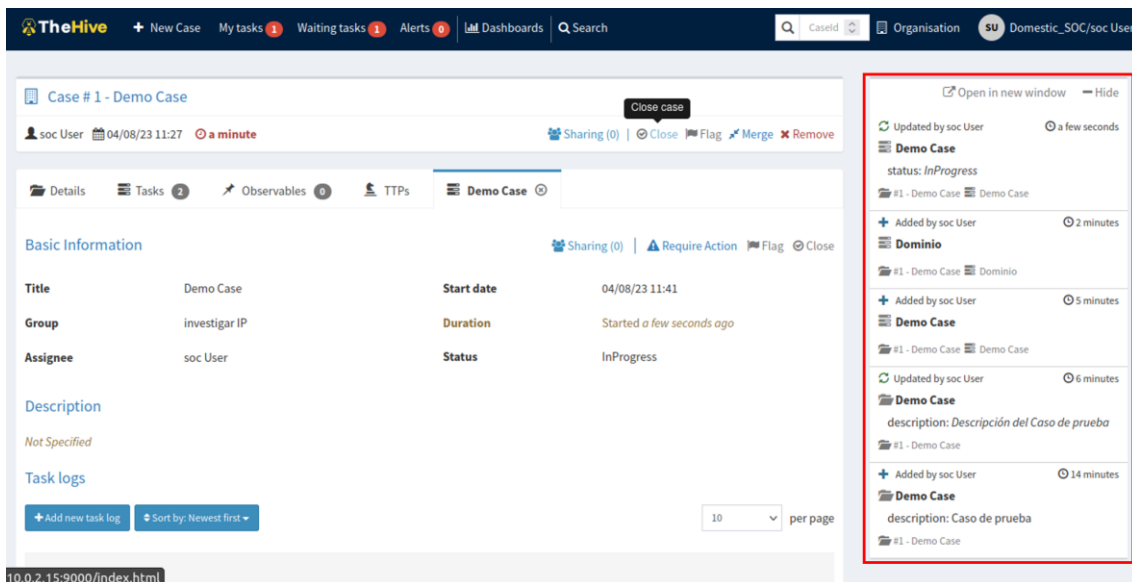 TheHive + New Case My tasks 1 Waiting tasks 1 Alerts 0 Dashboards Search CaseId Organisation SU Domestic_SOC/soc User
Case # 1 - Demo Case
Close case
soc User 04/08/23 11:27 a minute Sharing (0) | Close Flag Merge Remove
Details Tasks 2 Observables 0 TTPs Demo Case
Basic Information Sharing (0) | Require Action Flag Close
Title Demo Case Start date 04/08/23 11:41
Group investigar IP Duration Started a few seconds ago
Assignee soc User Status InProgress
Description
Not Specified
Task logs
+ Add new task log Sort by: Newest first 10 per page
10.0.2.15:9000/index.html
Open in new window Hide
Updated by soc User a few seconds
Demo Case
status: InProgress
#1 - Demo Case Demo Case
+ Added by soc User 2 minutes
Dominio
#1 - Demo Case Dominio
+ Added by soc User 5 minutes
Demo Case
#1 - Demo Case Demo Case
Updated by soc User 6 minutes
Demo Case
description: Descripción del Caso de prueba
#1 - Demo Case
+ Added by soc User 14 minutes
Demo Case
description: Caso de prueba
#1 - Demo Case